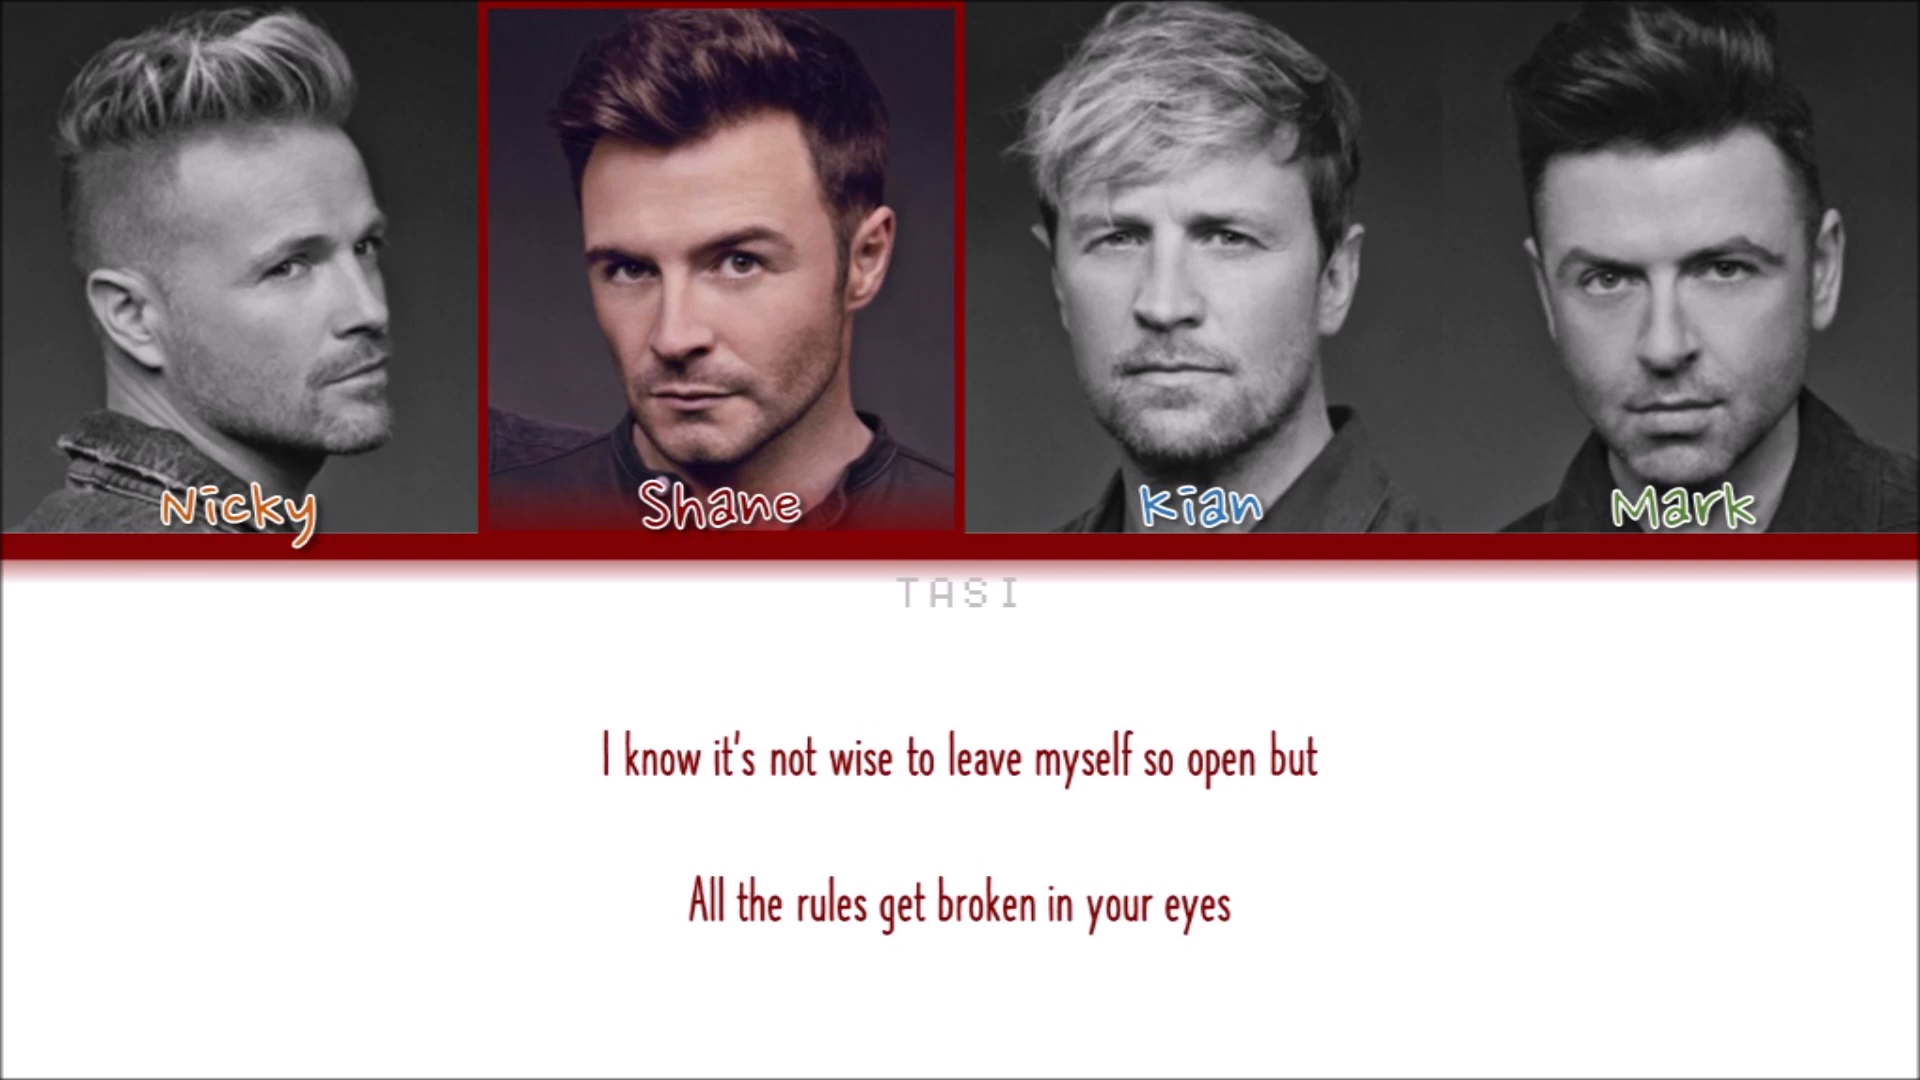 Nicky
Shane
Kian
Mark
TASI
I know it's not wise to leave myself so open but
All the rules get broken in your eyes